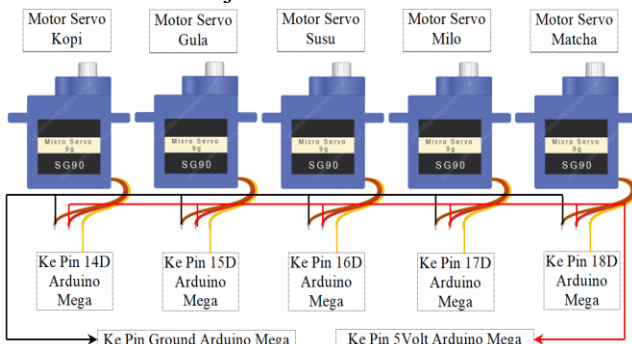 Motor Servo
Kopi
Motor Servo
Gula
Motor Servo
Susu
Motor Servo
Milo
Motor Servo
Matcha
Micro Servo
9g
SG90
Micro Servo
9g
SG90
Micro Servo
9g
SG90
Micro Servo
9g
SG90
Micro Servo
9g
SG90
Ke Pin 14D
Arduino
Mega
Ke Pin 15D
Arduino
Mega
Ke Pin 16D
Arduino
Mega
Ke Pin 17D
Arduino
Mega
Ke Pin 18D
Arduino
Mega
Ke Pin Ground Arduino Mega
Ke Pin 5Volt Arduino Mega